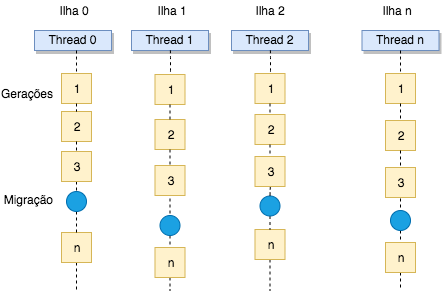 Ilha 0 Ilha 1 Ilha 2 Ilha n
Thread 0 Thread 1 Thread 2 Thread n
Gerações 1 1 1 1
2 2 2 2
3 3 3 3
Migração
n n n n